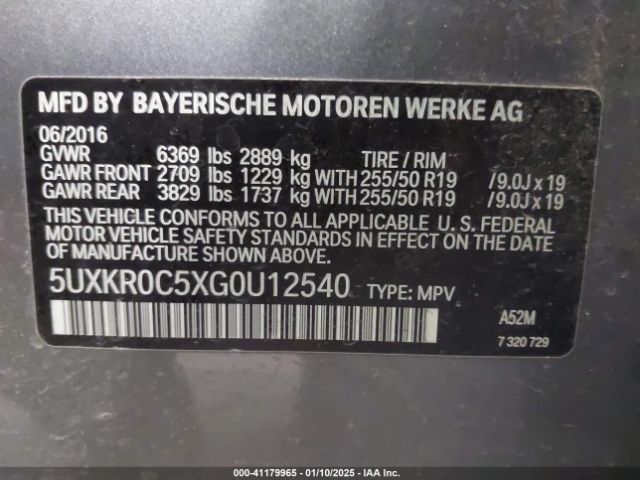 MFD BY BAYERISCHE MOTOREN WERKE AG
06/2016
GVWR 6369 lbs 2889 kg TIRE / RIM
GAWR FRONT 2709 lbs 1229 kg WITH 255/50 R19 /9.0J x 19
GAWR REAR 3829 lbs 1737 kg WITH 255/50 R19 /9.0J x 19
THIS VEHICLE CONFORMS TO ALL APPLICABLE U. S. FEDERAL
MOTOR VEHICLE SAFETY STANDARDS IN EFFECT ON THE
DATE OF MANUFACTURE SHOWN ABOVE.
5UXKR0C5XG0U12540 TYPE: MPV
A52M
7 320 729
000-41179965 - 01/10/2025 - IAA, Inc.